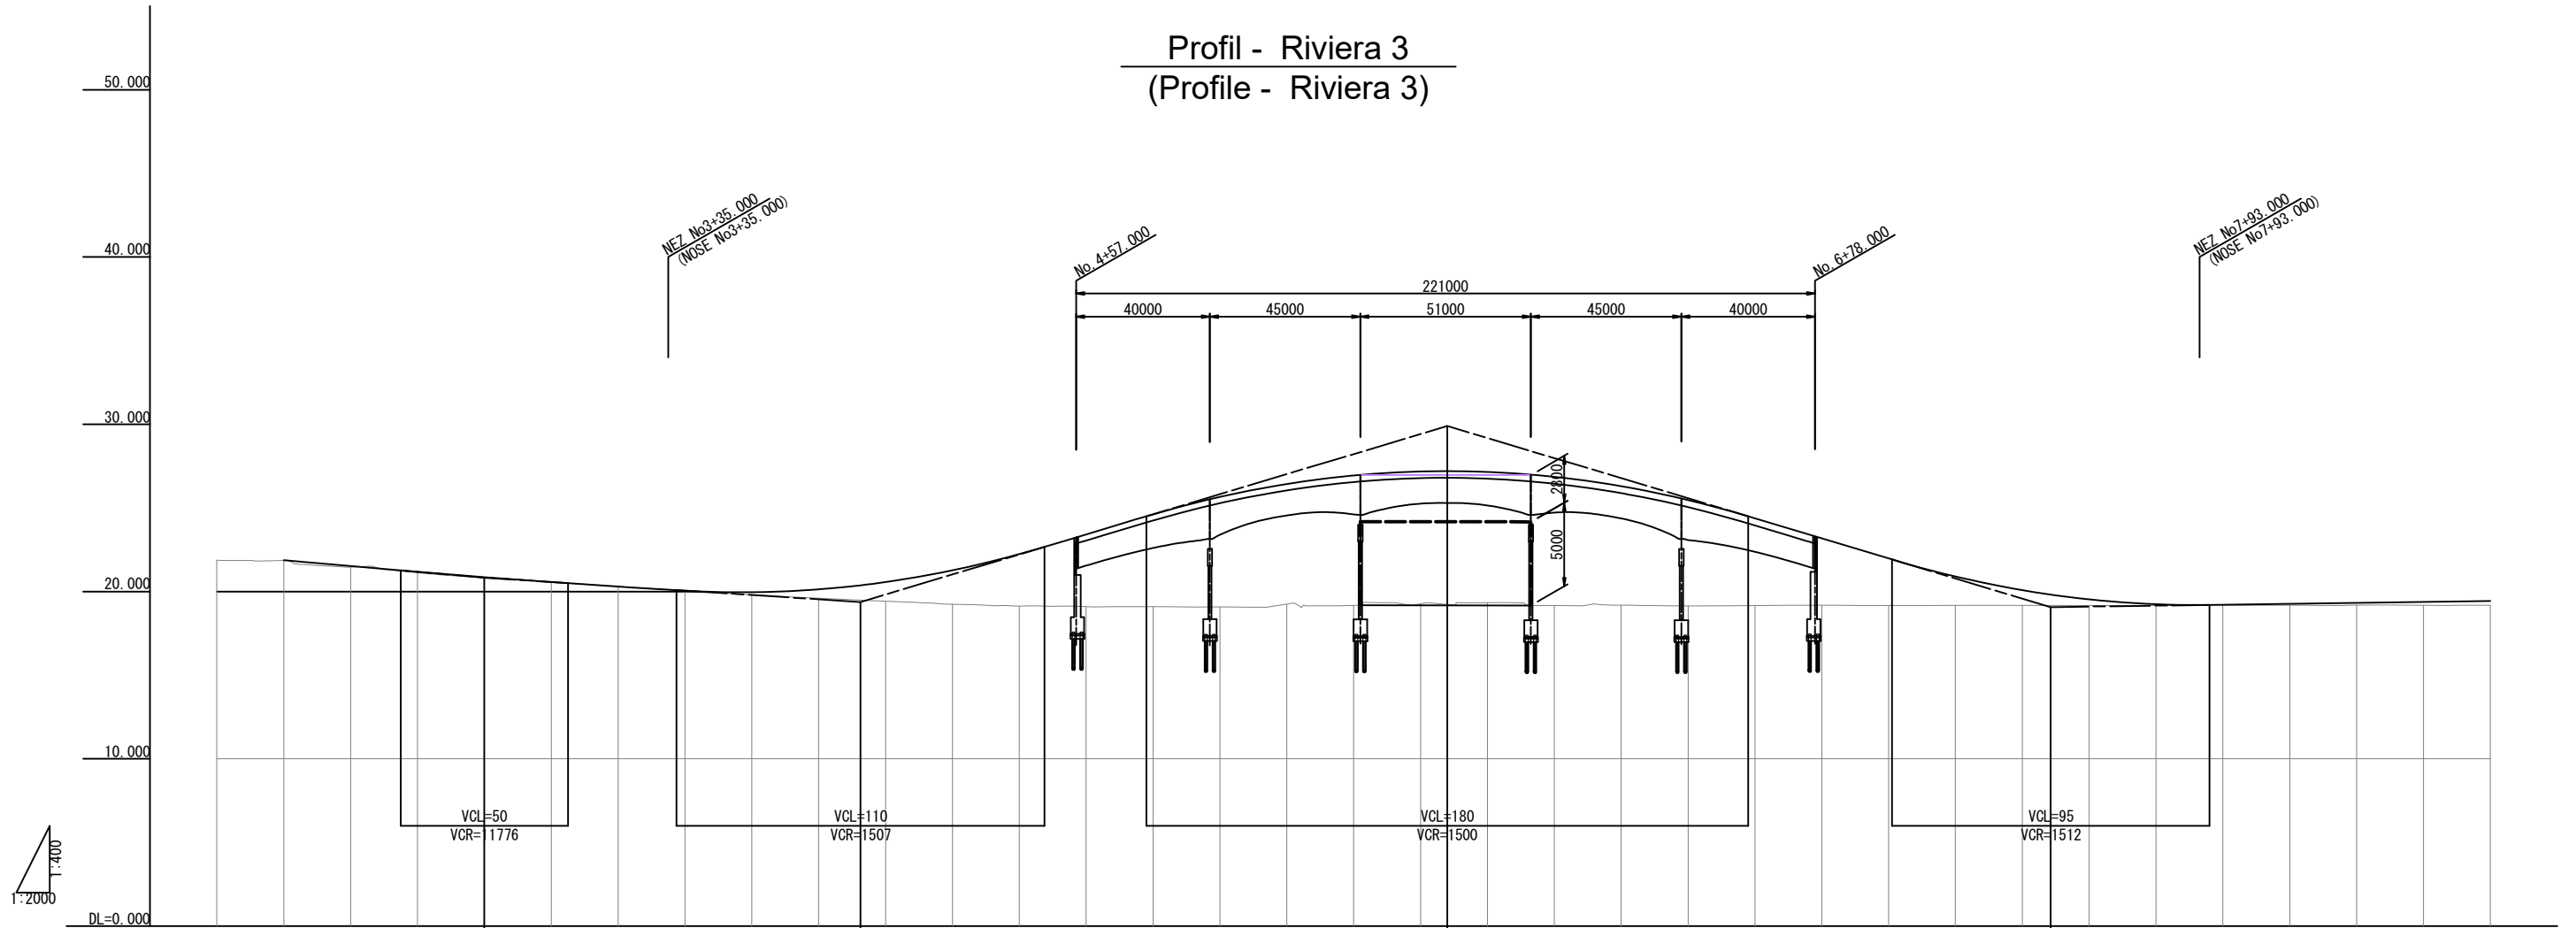 Profil - Riviera 3
(Profile - Riviera 3)
50.000
40.000
30.000
20.000
10.000
DL=0.000
NEZ No3+35.000
(NOSE No3+35.000)
No.4+57.000
No.6+78.000
NEZ No7+93.000
(NOSE No7+93.000)
221000
40000
45000
51000
45000
40000
2800
5000
VCL=50
VCR=11776
VCL=110
VCR=1507
VCL=180
VCR=1500
VCL=95
VCR=1512
1:400
1:2000